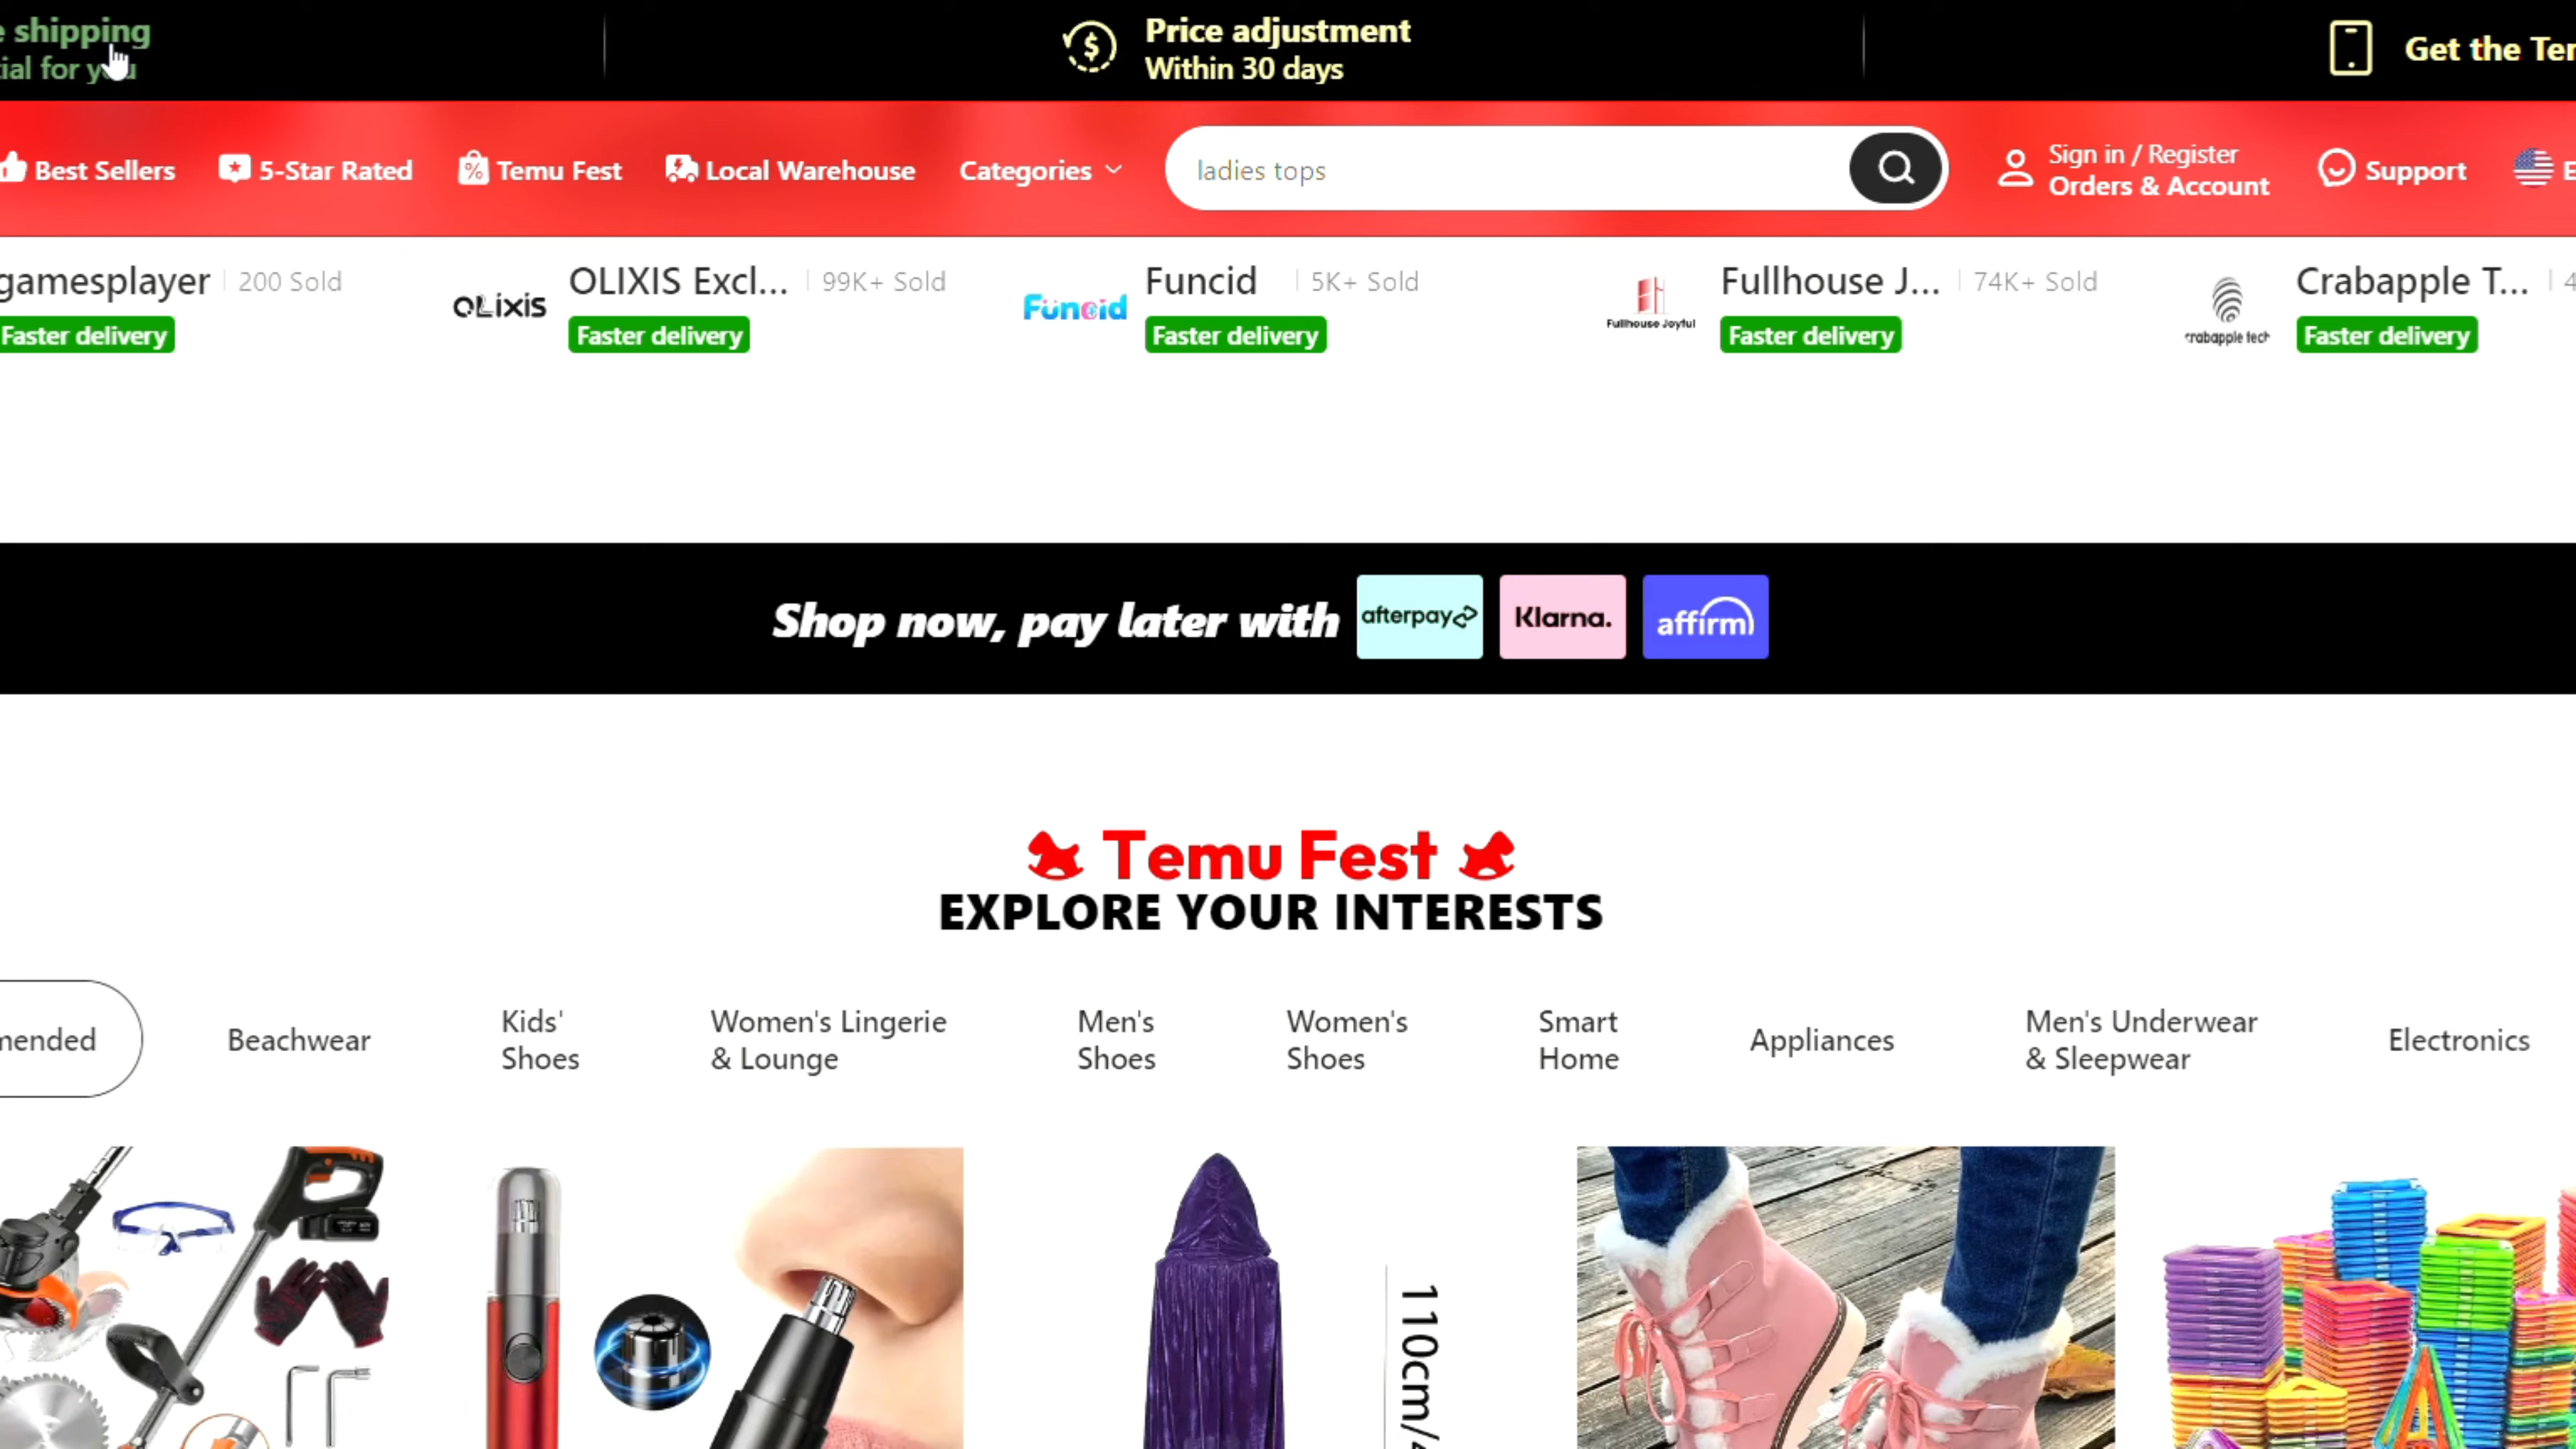 shipping
for you
Price adjustment
Within 30 days
Get the
Best Sellers
5-Star Rated
Temu Fest
Local Warehouse
Categories
ladies tops
Sign in / Register
Orders & Account
Support
gamesplayer
200 Sold
Faster delivery
OLixis
OLIXIS Excl...
99K+ Sold
Faster delivery
Funcid
Funcid
5K+ Sold
Faster delivery
Fullhouse Joyful
Fullhouse J...
74K+ Sold
Faster delivery
crabapple tech
Crabapple T...
Faster delivery
Shop now, pay later with
afterpay
Klarna.
affirm
Temu Fest
EXPLORE YOUR INTERESTS
Beachwear
Kids'
Shoes
Women's Lingerie
& Lounge
Men's
Shoes
Women's
Shoes
Smart
Home
Appliances
Men's Underwear
& Sleepwear
Electronics
110cm/